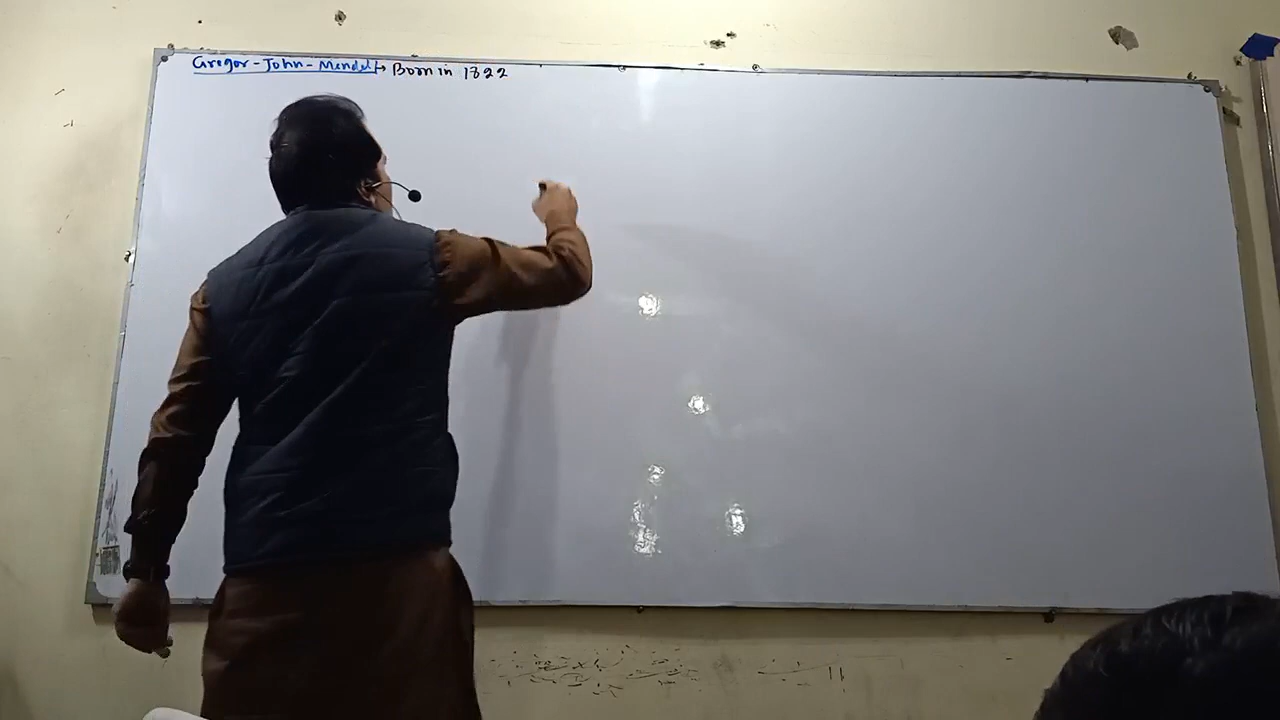 Gregor-John-Mendel → Born in 1822